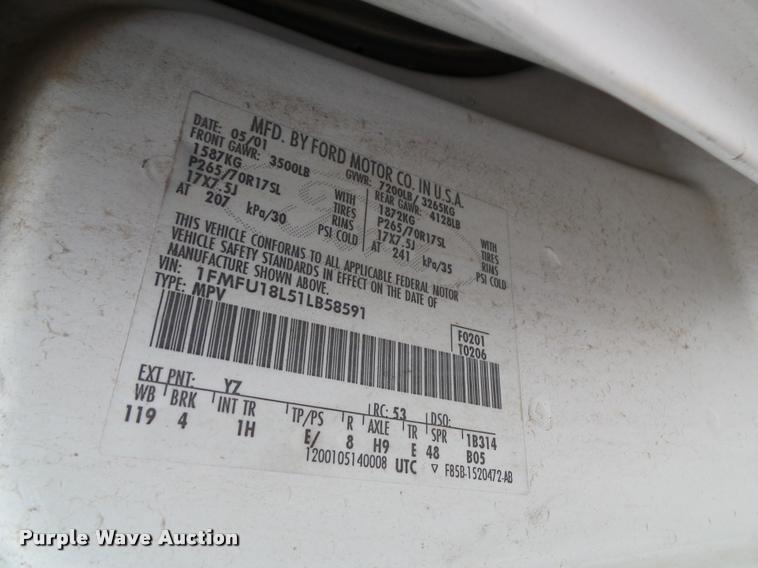 MFD. BY FORD MOTOR CO. IN U.S.A.
DATE: 05/01 GVWR: 7200LB/ 3265KG
FRONT GAWR: 3500LB REAR GAWR: 4128LB
1587KG WITH 1872KG WITH
P265/70R17SL TIRES P265/70R17SL TIRES
17X7.5J RIMS 17X7.5J RIMS
AT 207 kPa/30 PSI COLD AT 241 kPa/35 PSI COLD
THIS VEHICLE CONFORMS TO ALL APPLICABLE FEDERAL MOTOR
VEHICLE SAFETY STANDARDS IN EFFECT ON THE DATE OF
MANUFACTURE SHOWN ABOVE.
VIN: 1FMFU18L51LB58591
TYPE: MPV
F0201
T0206
EXT PNT: YZ RC: 53 DSO:
WB BRK INT TR TP/PS R AXLE TR SPR 1B314
119 4 1H E/ 8 H9 E 48 B05
1200105140008 UTC ▽ F85B-1520472-AB
Purple Wave Auction